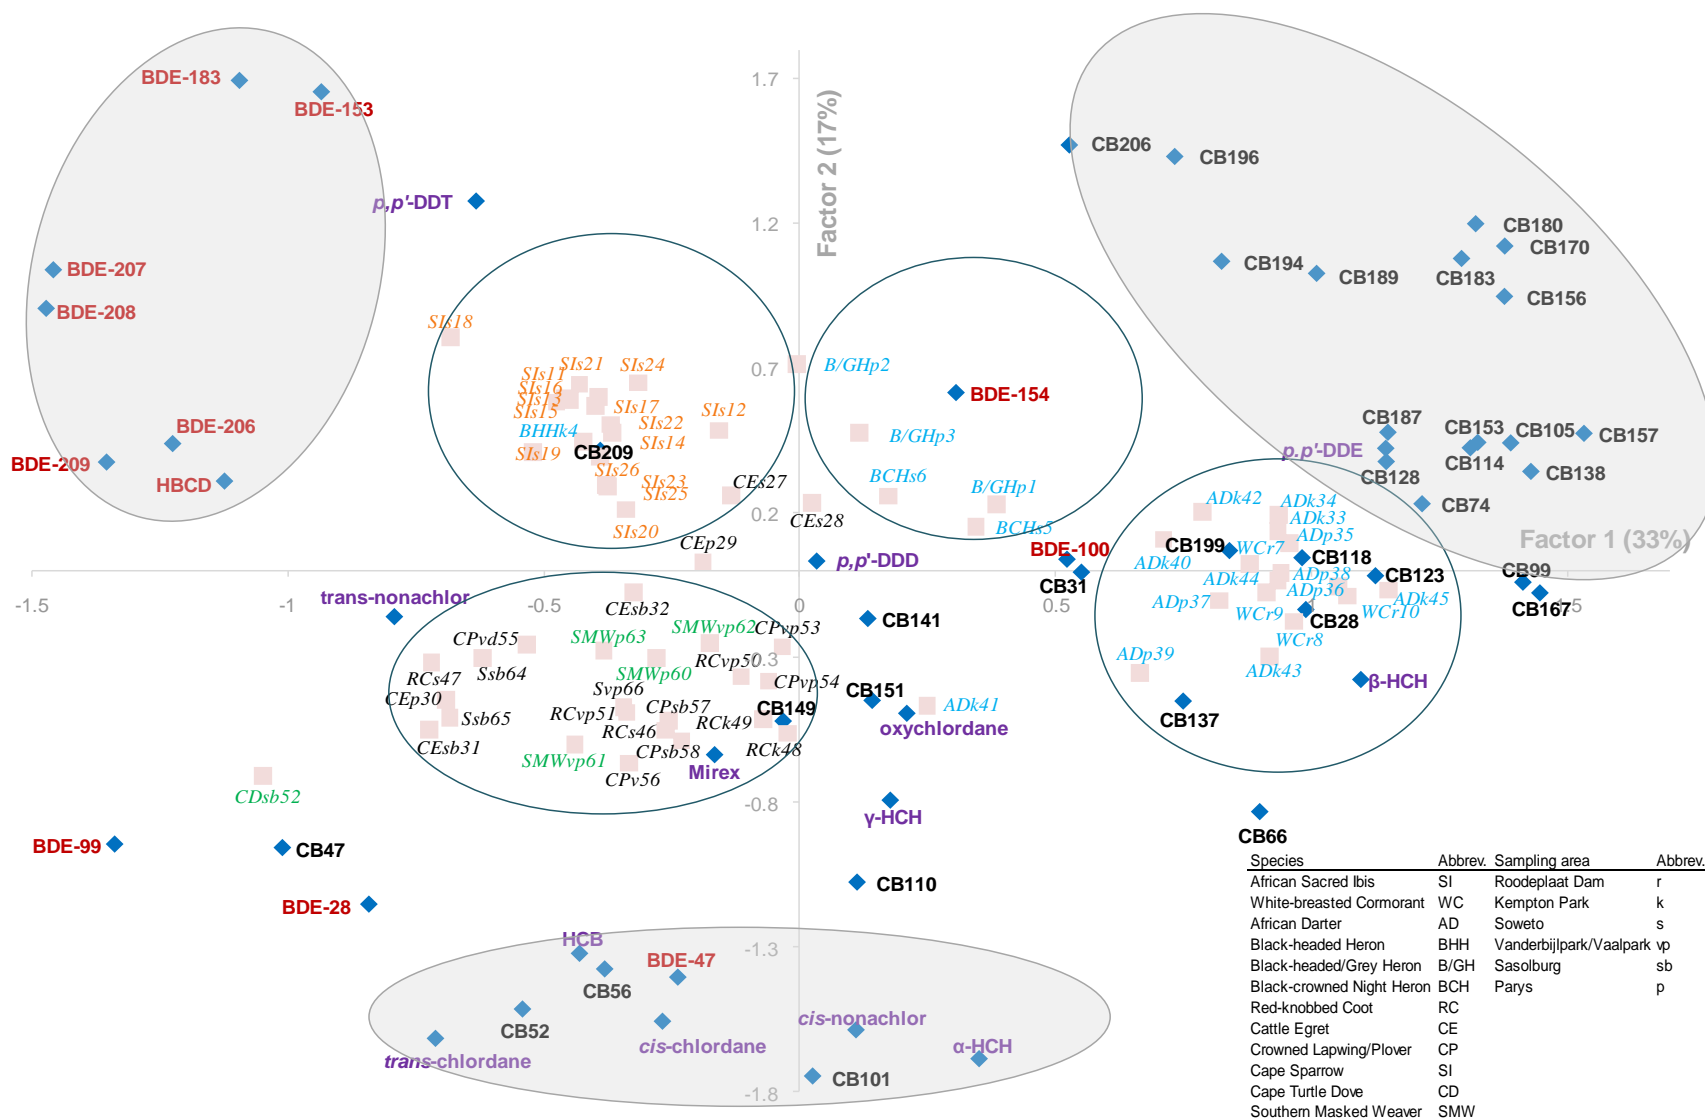 1.7
BDE-183
BDE-153
Factor 2 (17%)
CB206
CB196
p,p'-DDT
1.2
CB180
CB170
CB194
CB189
CB183
CB156
BDE-207
BDE-208
SIs18
0.7
SIs21
SIs24
B/GHp2
SIs11
SIs16
SIs13
SIs15
SIs17
SIs12
BDE-154
SIs22
BHHk4
SIs14
B/GHp3
CB187
CB153
CB105
CB157
BDE-206
SIs19
CB209
p,p'-DDE
CB114
BDE-209
HBCD
SIs26
SIs23
SIs25
CEs27
BCHs6
B/GHp1
CB128
CB138
SIs20
CEs28
0.2
BCHs5
ADk42
ADk34
ADk33
ADp35
CB74
CEp29
p,p'-DDD
BDE-100
CB199
WCr7
CB118
Factor 1 (33%)
ADk40
CB31
ADk44
ADp38
CB123
CB99
-1.5
-1
-0.5
0
0.5
1
1.5
trans-nonachlor
CEsb32
ADp37
WCr9
ADp36
ADk45
CB167
CB141
CB28
WCr10
CPvd55
SMWp63
SMWvp62
CPvp53
WCr8
-0.3
RCs47
Ssb64
SMWp60
RCvp50
ADp39
ADk43
CEp30
Svp66
CPvp54
β-HCH
CB151
ADk41
Ssb65
RCvp51
CPsb57
CB149
CB137
RCs46
RCk49
oxychlordane
CEsb31
SMWvp61
CPsb58
RCk48
CPv56
Mirex
CDsb52
-0.8
γ-HCH
BDE-99
CB47
CB66
CB110
BDE-28
HCB
-1.3
BDE-47
CB56
CB52
cis-nonachlor
trans-chlordane
cis-chlordane
α-HCH
CB101
-1.8
Species Abbrev. Sampling area Abbrev.
African Sacred Ibis SI Roodeplaat Dam r
White-breasted Cormorant WC Kempton Park k
African Darter AD Soweto s
Black-headed Heron BHH Vanderbijlpark/Vaalpark vp
Black-headed/Grey Heron B/GH Sasolburg sb
Black-crowned Night Heron BCH Parys p
Red-knobbed Coot RC
Cattle Egret CE
Crowned Lapwing/Plover CP
Cape Sparrow SI
Cape Turtle Dove CD
Southern Masked Weaver SMW